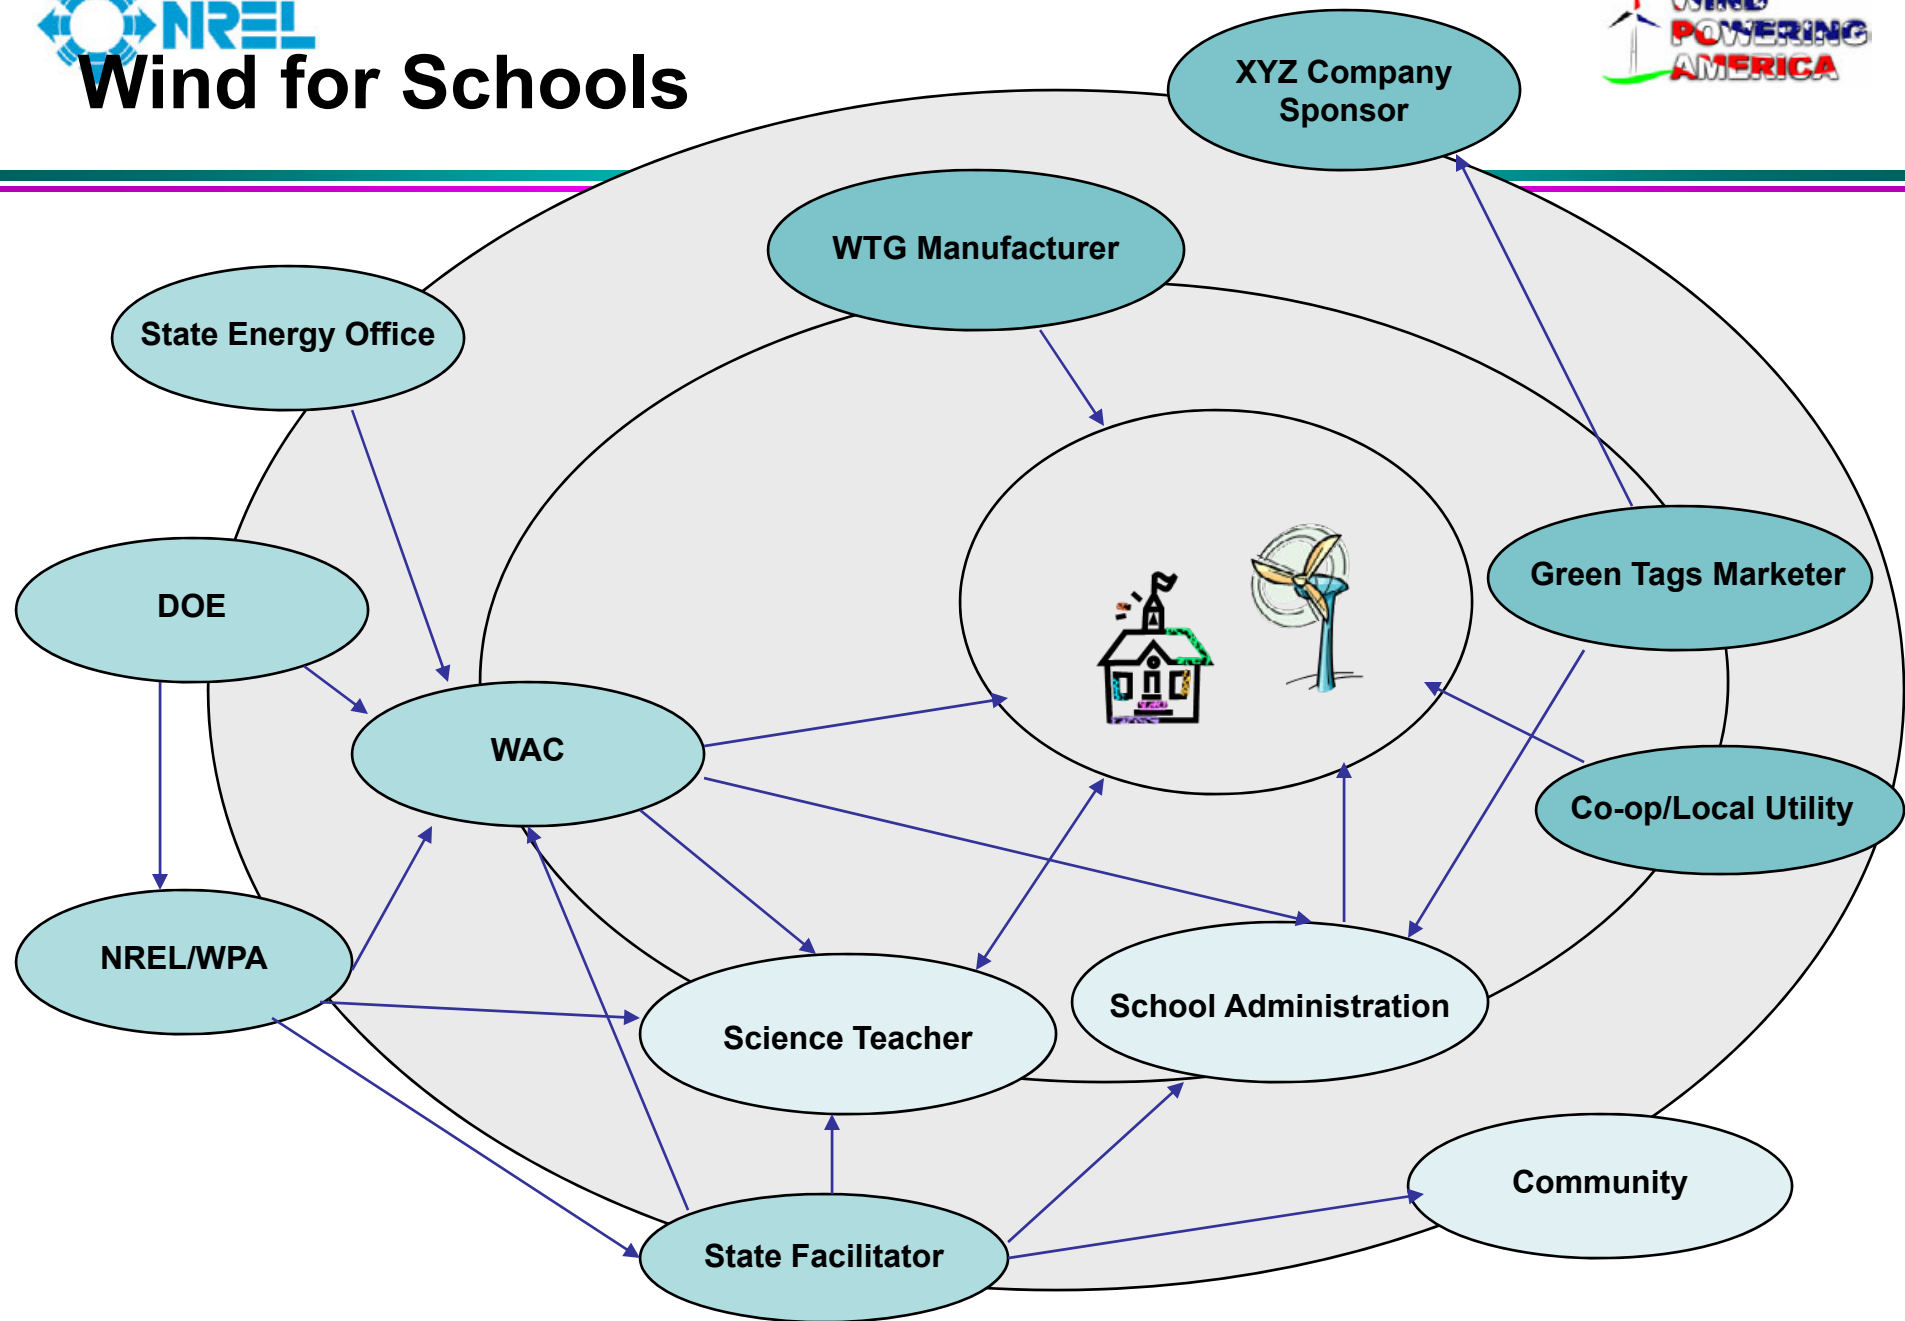 NREL
Wind for Schools
WIND
POWERING
AMERICA
XYZ Company
Sponsor
WTG Manufacturer
State Energy Office
Green Tags Marketer
DOE
WAC
Co-op/Local Utility
NREL/WPA
School Administration
Science Teacher
Community
State Facilitator